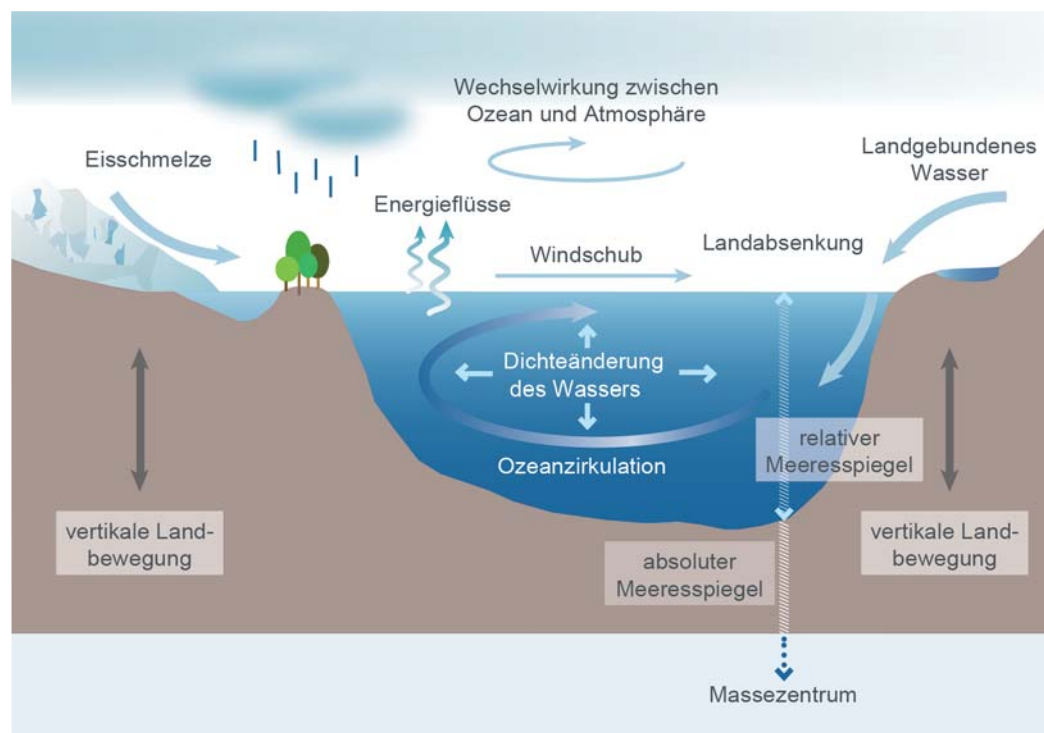 Wechselwirkung zwischen
Ozean und Atmosphäre
Eisschmelze
Landgebundenes
Wasser
Energieflüsse
Landabsenkung
Windschub
Dichteänderung
des Wassers
relativer
Meeresspiegel
Ozeanzirkulation
vertikale Land-
bewegung
absoluter
Meeresspiegel
vertikale Land-
bewegung
Massezentrum